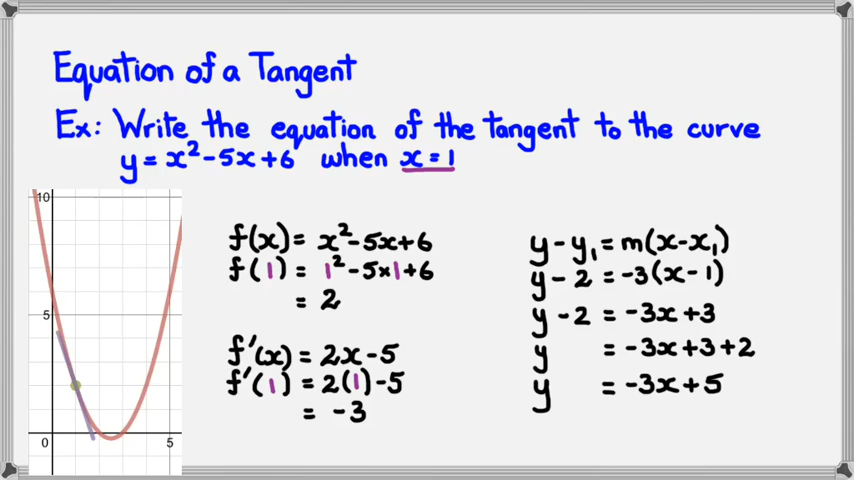 Equation of a Tangent
Ex: Write the equation of the tangent to the curve
y = x² - 5x + 6 when x = 1
10
5
0
5
f(x) = x² - 5x + 6
f(1) = 1² - 5×1 + 6
= 2
f'(x) = 2x - 5
f'(1) = 2(1) - 5
= -3
y - y₁ = m(x - x₁)
y - 2 = -3(x - 1)
y - 2 = -3x + 3
y = -3x + 3 + 2
y = -3x + 5